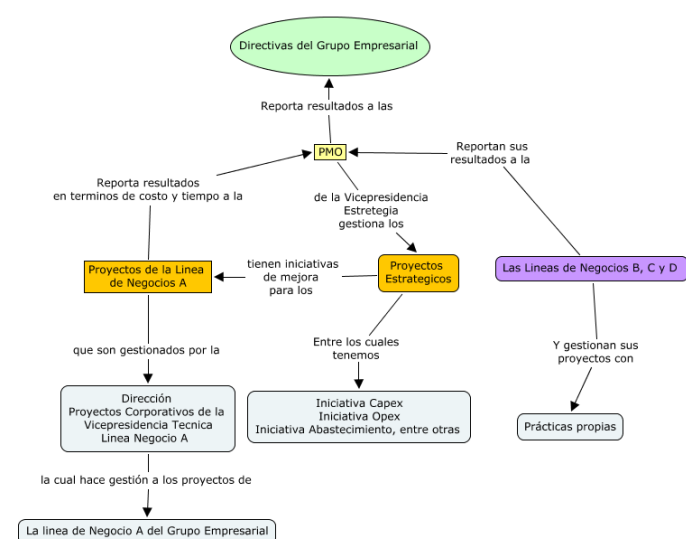 Directivas del Grupo Empresarial
Reporta resultados a las
PMO
Reportan sus
resultados a la
Reporta resultados
en terminos de costo y tiempo a la
de la Vicepresidencia
Estretegia
gestiona los
Proyectos de la Linea
de Negocios A
tienen iniciativas
de mejora
para los
Proyectos
Estrategicos
Las Lineas de Negocios B, C y D
que son gestionados por la
Entre los cuales
tenemos
Y gestionan sus
proyectos con
Dirección
Proyectos Corporativos de la
Vicepresidencia Tecnica
Linea Negocio A
Iniciativa Capex
Iniciativa Opex
Iniciativa Abastecimiento, entre otras
Prácticas propias
la cual hace gestión a los proyectos de
La linea de Negocio A del Grupo Empresarial